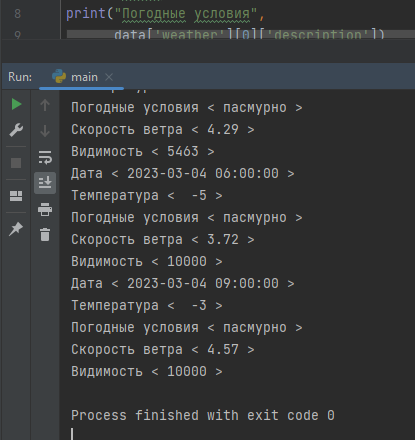 8 print("Погодные условия",
9 data['weather'][0]['description'])
Run: main
Погодные условия < пасмурно >
Скорость ветра < 4.29 >
Видимость < 5463 >
Дата < 2023-03-04 06:00:00 >
Температура <  -5 >
Погодные условия < пасмурно >
Скорость ветра < 3.72 >
Видимость < 10000 >
Дата < 2023-03-04 09:00:00 >
Температура <  -3 >
Погодные условия < пасмурно >
Скорость ветра < 4.57 >
Видимость < 10000 >
Process finished with exit code 0